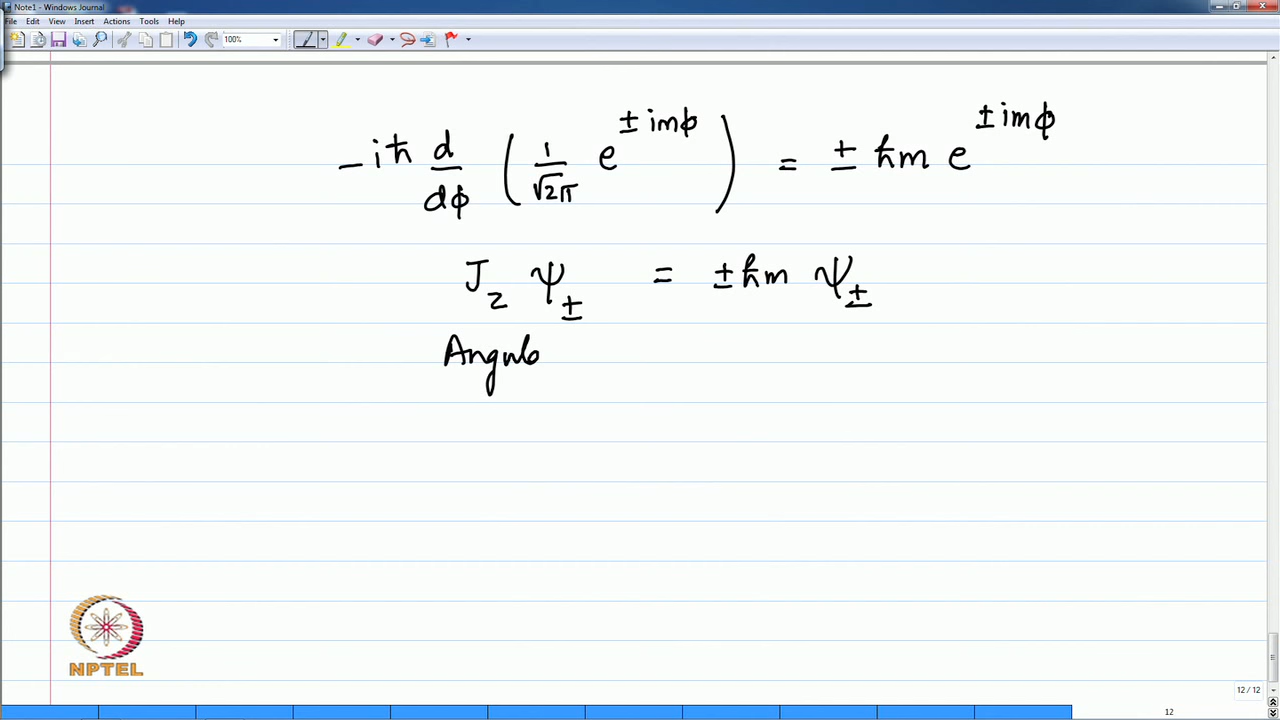 Note1 - Windows Journal
File Edit View Insert Actions Tools Help
100%
-iħ d/dφ ( 1/√2π e^{± imφ} ) = ± ħm e^{± imφ}
J_z ψ_± = ± ħm ψ_±
Angula
NPTEL
12 / 12
12